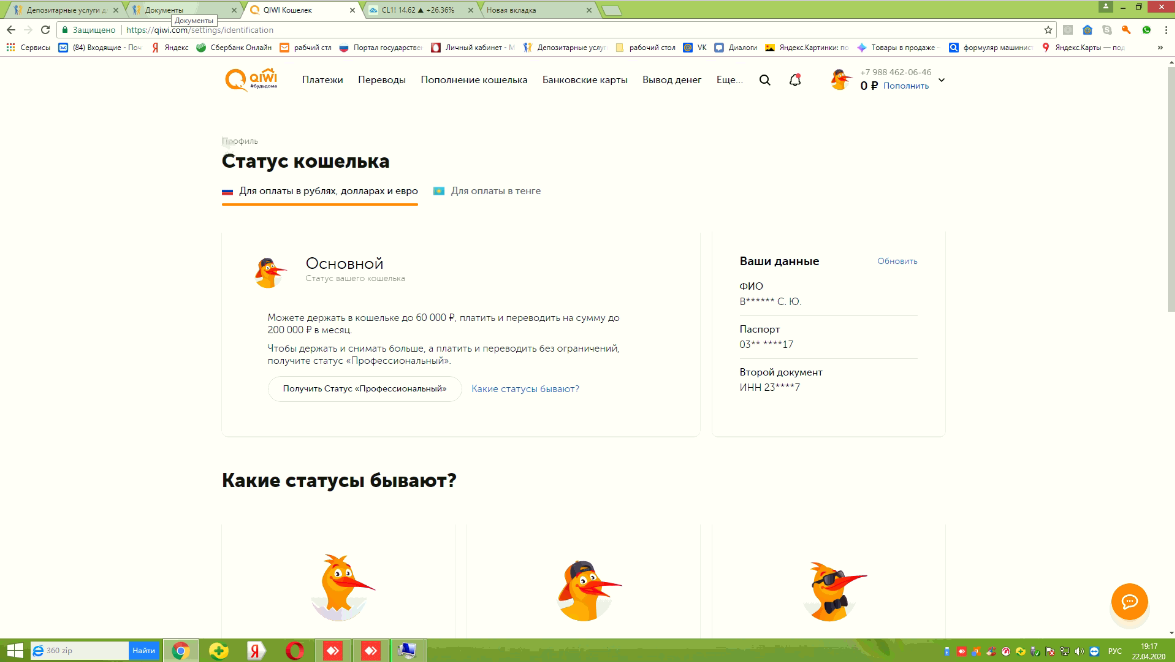 Депозитарные услуги д
Документы
QIWI Кошелек
CL11 14.62 ▲ +26.36%
Новая вкладка
Документы
Защищено
https://qiwi.com/settings/identification
Сервисы
(84) Входящие - Поч
Яндекс
Сбербанк Онлайн
рабчий стл
Портал государствен
Личный кабинет - М
Депозитарные услуг
рабочий стол
VK
Диалоги
Яндекс.Картинки: по
Товары в продаже -
формуляр машинис
Яндекс.Карты — под
»
QIWI
#будьдома
Платежи
Переводы
Пополнение кошелька
Банковские карты
Вывод денег
Еще...
+7 988 462-06-46
0 ₽ Пополнить
Профиль
Статус кошелька
Для оплаты в рублях, долларах и евро
Для оплаты в тенге
Основной
Статус вашего кошелька
Можете держать в кошельке до 60 000 ₽, платить и переводить на сумму до
200 000 ₽ в месяц.
Чтобы держать и снимать больше, а платить и переводить без ограничений,
получите статус «Профессиональный».
Получить Статус «Профессиональный»
Какие статусы бывают?
Ваши данные
Обновить
ФИО
В****** С. Ю.
Паспорт
03** ****17
Второй документ
ИНН 23****7
Какие статусы бывают?
360 zip
Найти
РУС
19:17
22.04.2020